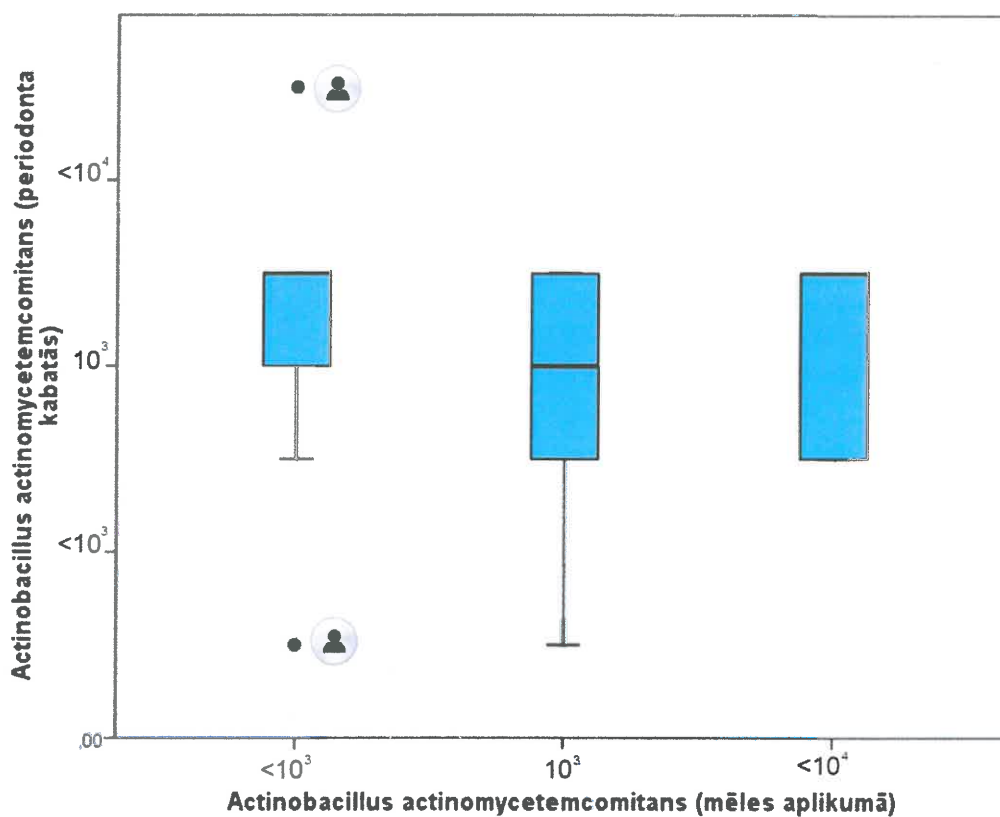 Actinobacillus actinomycetemcomitans (periodonta
kabatās)
<10⁴
10³
<10³
.00
<10³
10³
<10⁴
Actinobacillus actinomycetemcomitans (mēles aplikumā)